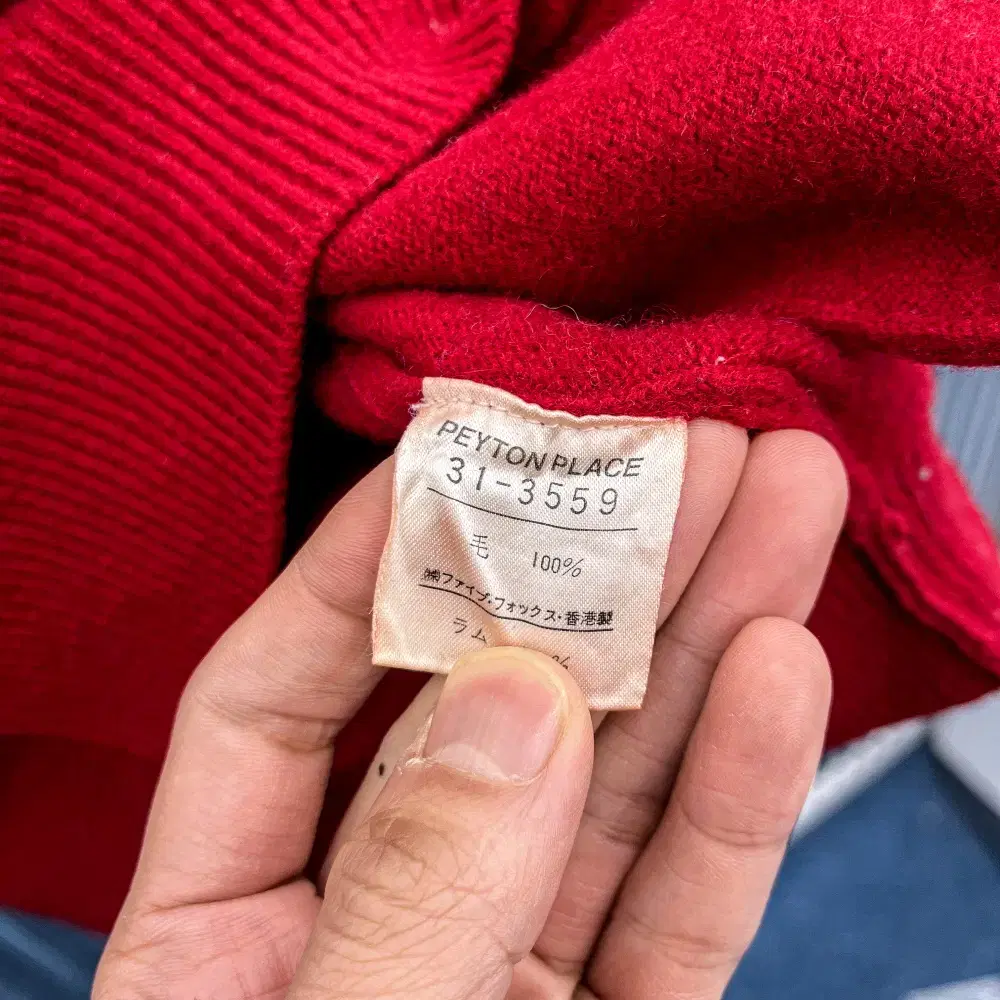 PEYTON PLACE
31-3559
毛 100%
㈱ファイブ・フォックス・香港製
ラム %